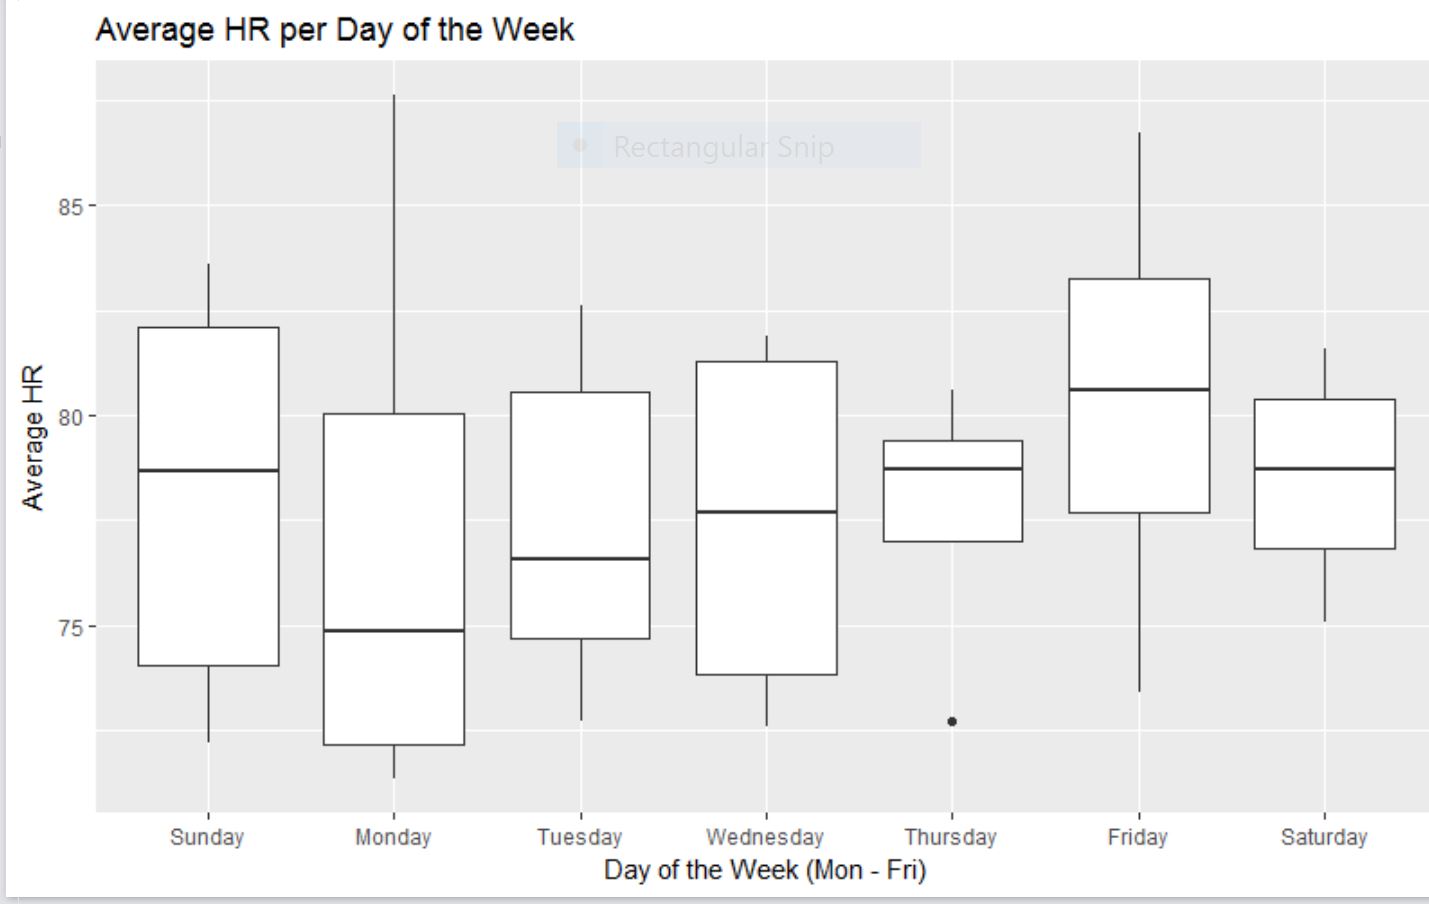 Average HR per Day of the Week
Rectangular Snip
85
80
75
Average HR
Sunday Monday Tuesday Wednesday Thursday Friday Saturday
Day of the Week (Mon - Fri)